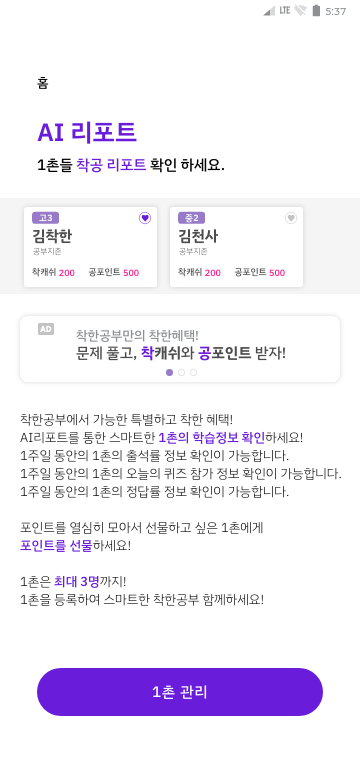 LTE 5:37
홈
AI 리포트
1촌들 착공 리포트 확인 하세요.
고3
김착한
공부지존
착캐쉬 200 공포인트 500
중2
김천사
공부지존
착캐쉬 200 공포인트 500
AD
착한공부만의 착한혜택!
문제 풀고, 착캐쉬와 공포인트 받자!
착한공부에서 가능한 특별하고 착한 혜택!
AI리포트를 통한 스마트한 1촌의 학습정보 확인하세요!
1주일 동안의 1촌의 출석률 정보 확인이 가능합니다.
1주일 동안의 1촌의 오늘의 퀴즈 참가 정보 확인이 가능합니다.
1주일 동안의 1촌의 정답률 정보 확인이 가능합니다.
포인트를 열심히 모아서 선물하고 싶은 1촌에게
포인트를 선물하세요!
1촌은 최대 3명까지!
1촌을 등록하여 스마트한 착한공부 함께하세요!
1촌 관리